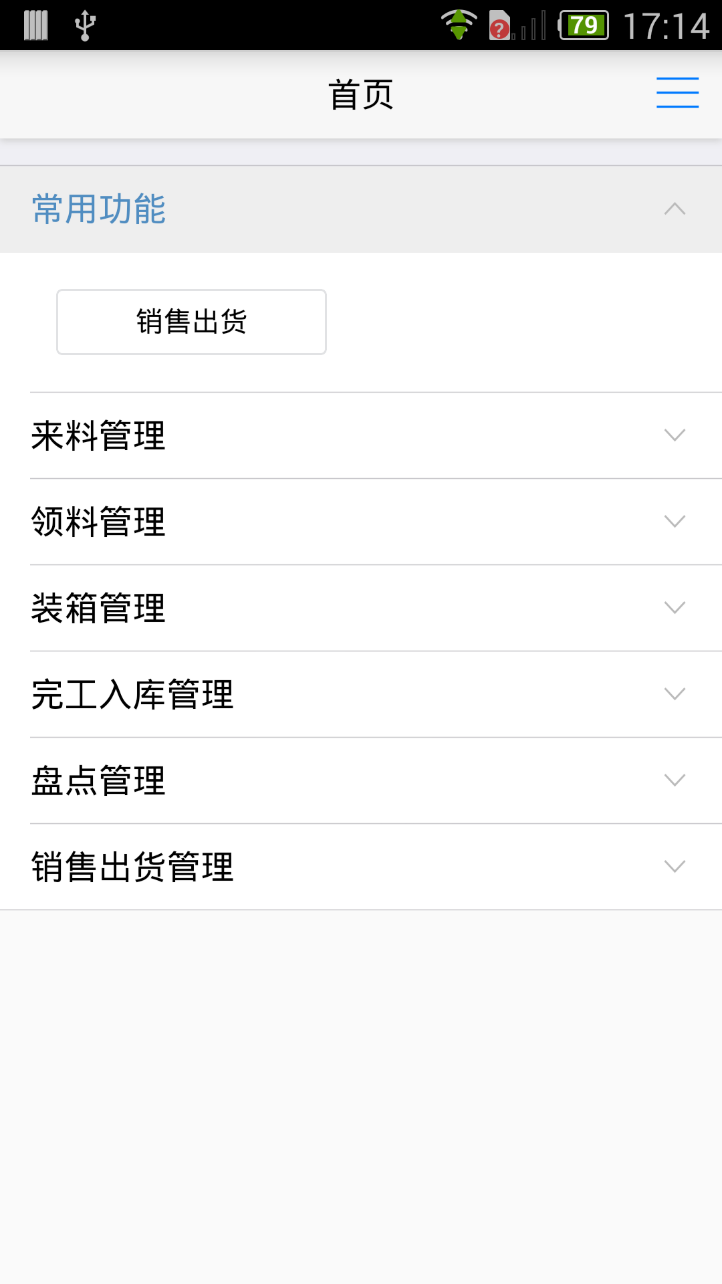 79 17:14
首页
常用功能
销售出货
来料管理
领料管理
装箱管理
完工入库管理
盘点管理
销售出货管理